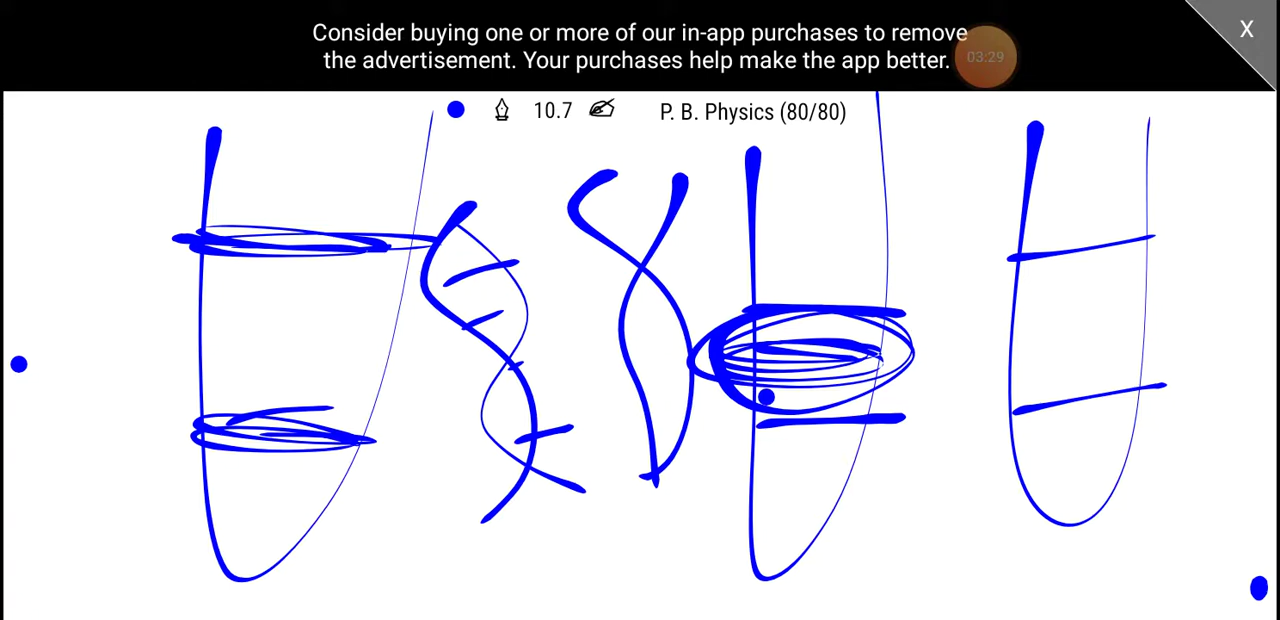 Consider buying one or more of our in-app purchases to remove
the advertisement. Your purchases help make the app better.
03:29
X
10.7 P. B. Physics (80/80)